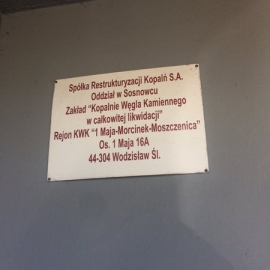 Spółka Restrukturyzacji Kopalń S.A.
Oddział w Sosnowcu
Zakład "Kopalnie Węgla Kamiennego
w całkowitej likwidacji"
Rejon KWK "1 Maja-Morcinek-Moszczenica"
Os. 1 Maja 16A
44-304 Wodzisław Śl.